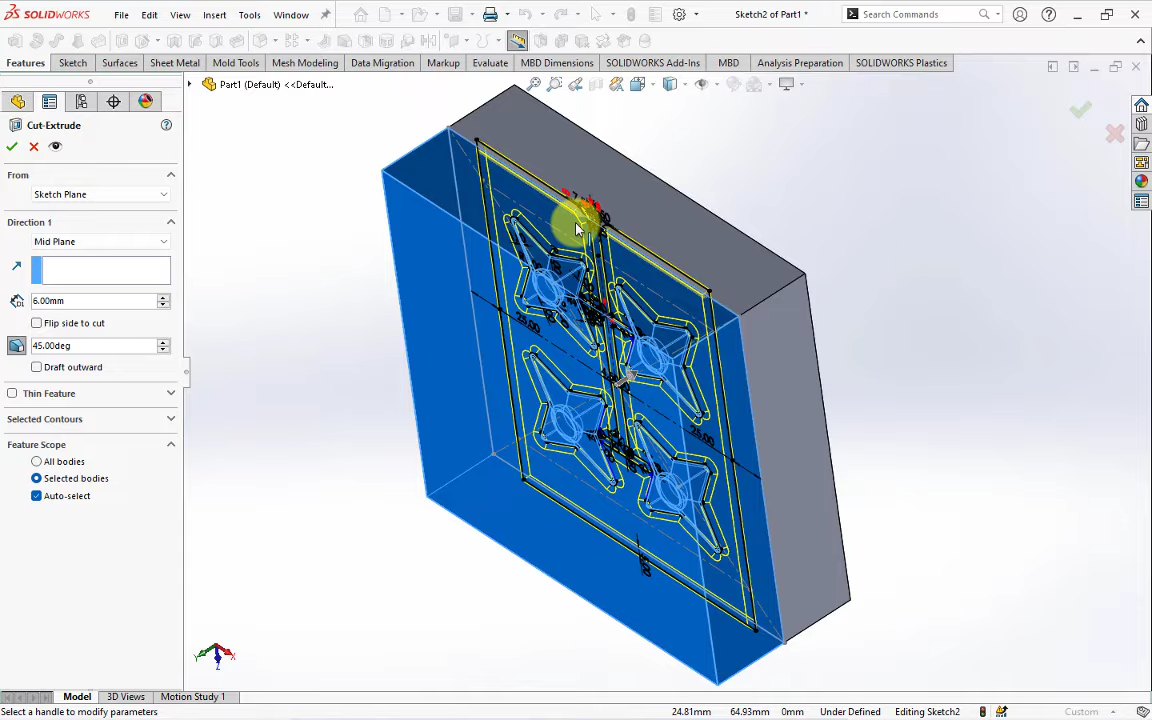 SOLIDWORKS File Edit View Insert Tools Window Sketch2 of Part1 * Search Commands
Features Sketch Surfaces Sheet Metal Mold Tools Mesh Modeling Data Migration Markup Evaluate MBD Dimensions SOLIDWORKS Add-Ins MBD Analysis Preparation SOLIDWORKS Plastics
Part1 (Default) <<Default...
Cut-Extrude
From
Sketch Plane
Direction 1
Mid Plane
6.00mm
Flip side to cut
45.00deg
Draft outward
Thin Feature
Selected Contours
Feature Scope
All bodies
Selected bodies
Auto-select
25.00
25.00
Model 3D Views Motion Study 1
Select a handle to modify parameters 24.81mm 64.93mm 0mm Under Defined Editing Sketch2 Custom